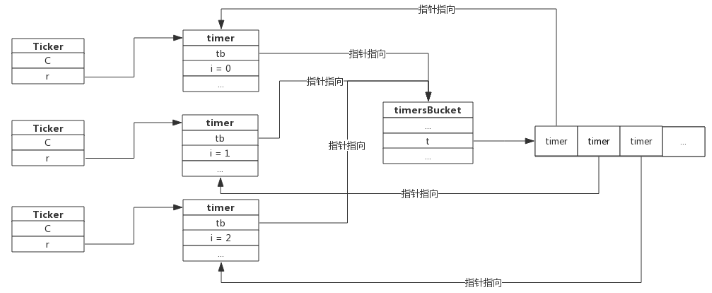 指针指向
Ticker
C
r
timer
tb
i = 0
...
指针指向
指针指向
timersBucket
...
t
...
timer
timer
timer
...
Ticker
C
r
timer
tb
i = 1
...
指针指向
指针指向
Ticker
C
r
timer
tb
i = 2
...
指针指向